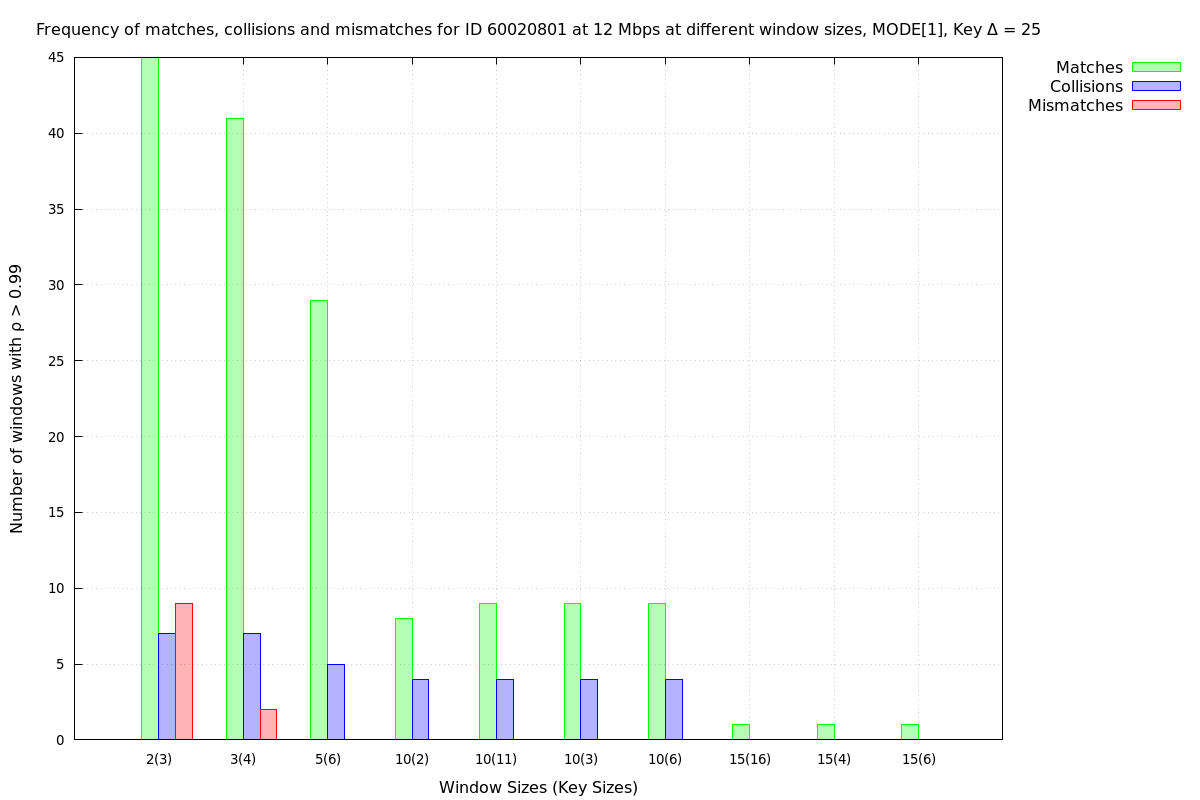 Frequency of matches, collisions and mismatches for ID 60020801 at 12 Mbps at different window sizes, MODE[1], Key Δ = 25
Matches
Collisions
Mismatches
Number of windows with ρ > 0.99
45
40
35
30
25
20
15
10
5
0
2(3) 3(4) 5(6) 10(2) 10(11) 10(3) 10(6) 15(16) 15(4) 15(6)
Window Sizes (Key Sizes)